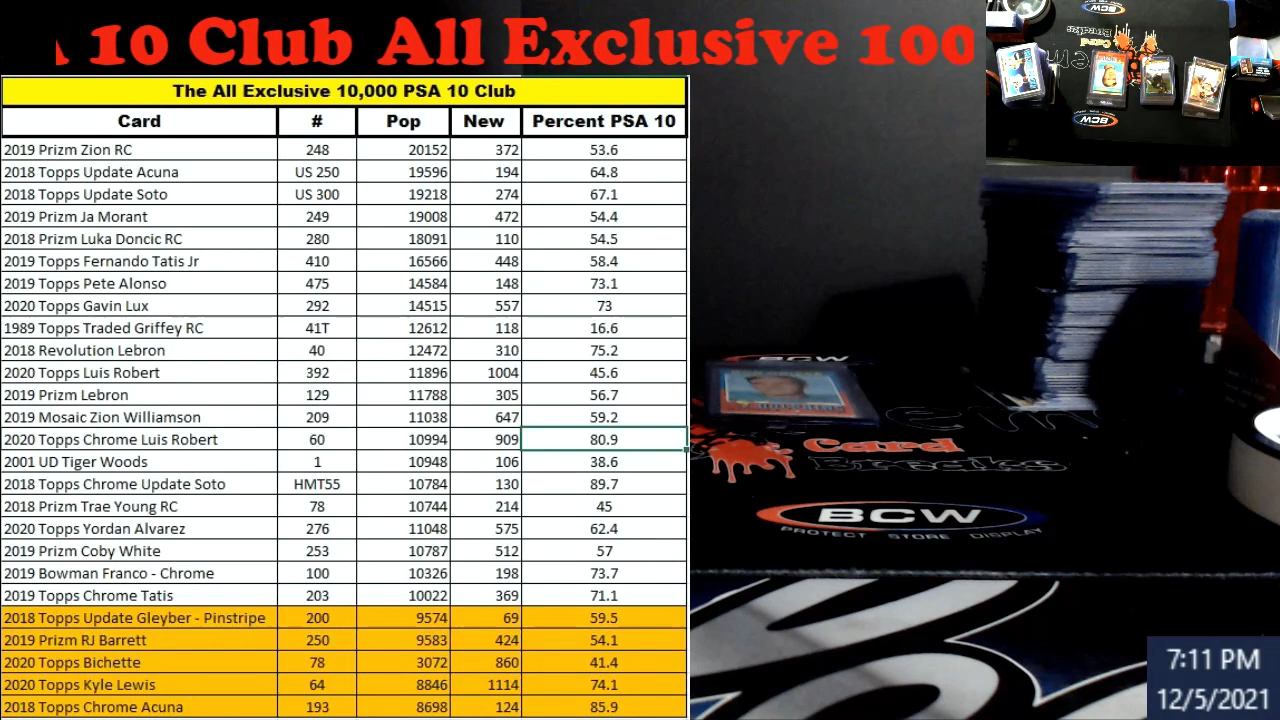 10 Club All Exclusive 100
The All Exclusive 10,000 PSA 10 Club
Card # Pop New Percent PSA 10
2019 Prizm Zion RC 248 20152 372 53.6
2018 Topps Update Acuna US 250 19596 194 64.8
2018 Topps Update Soto US 300 19218 274 67.1
2019 Prizm Ja Morant 249 19008 472 54.4
2018 Prizm Luka Doncic RC 280 18091 110 54.5
2019 Topps Fernando Tatis Jr 410 16566 448 58.4
2019 Topps Pete Alonso 475 14584 148 73.1
2020 Topps Gavin Lux 292 14515 557 73
1989 Topps Traded Griffey RC 41T 12612 118 16.6
2018 Revolution Lebron 40 12472 310 75.2
2020 Topps Luis Robert 392 11896 1004 45.6
2019 Prizm Lebron 129 11788 305 56.7
2019 Mosaic Zion Williamson 209 11038 647 59.2
2020 Topps Chrome Luis Robert 60 10994 909 80.9
2001 UD Tiger Woods 1 10948 106 38.6
2018 Topps Chrome Update Soto HMT55 10784 130 89.7
2018 Prizm Trae Young RC 78 10744 214 45
2020 Topps Yordan Alvarez 276 11048 575 62.4
2019 Prizm Coby White 253 10787 512 57
2019 Bowman Franco - Chrome 100 10326 198 73.7
2019 Topps Chrome Tatis 203 10022 369 71.1
2018 Topps Update Gleyber - Pinstripe 200 9574 69 59.5
2019 Prizm RJ Barrett 250 9583 424 54.1
2020 Topps Bichette 78 3072 860 41.4
2020 Topps Kyle Lewis 64 8846 1114 74.1
2018 Topps Chrome Acuna 193 8698 124 85.9
BCW
Card
Breaks
BCW
BCW
Card
Breaks
BCW
PROTECT STORE DISPLAY
7:11 PM
12/5/2021